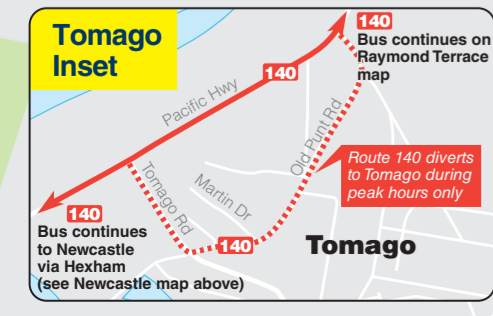 Tomago
Inset
140
Bus continues on
Raymond Terrace
map
140
Pacific Hwy
Old Punt Rd
Route 140 diverts
to Tomago during
peak hours only
Tomago Rd
Martin Dr
140
Bus continues
to Newcastle
via Hexham
(see Newcastle map above)
140
Tomago